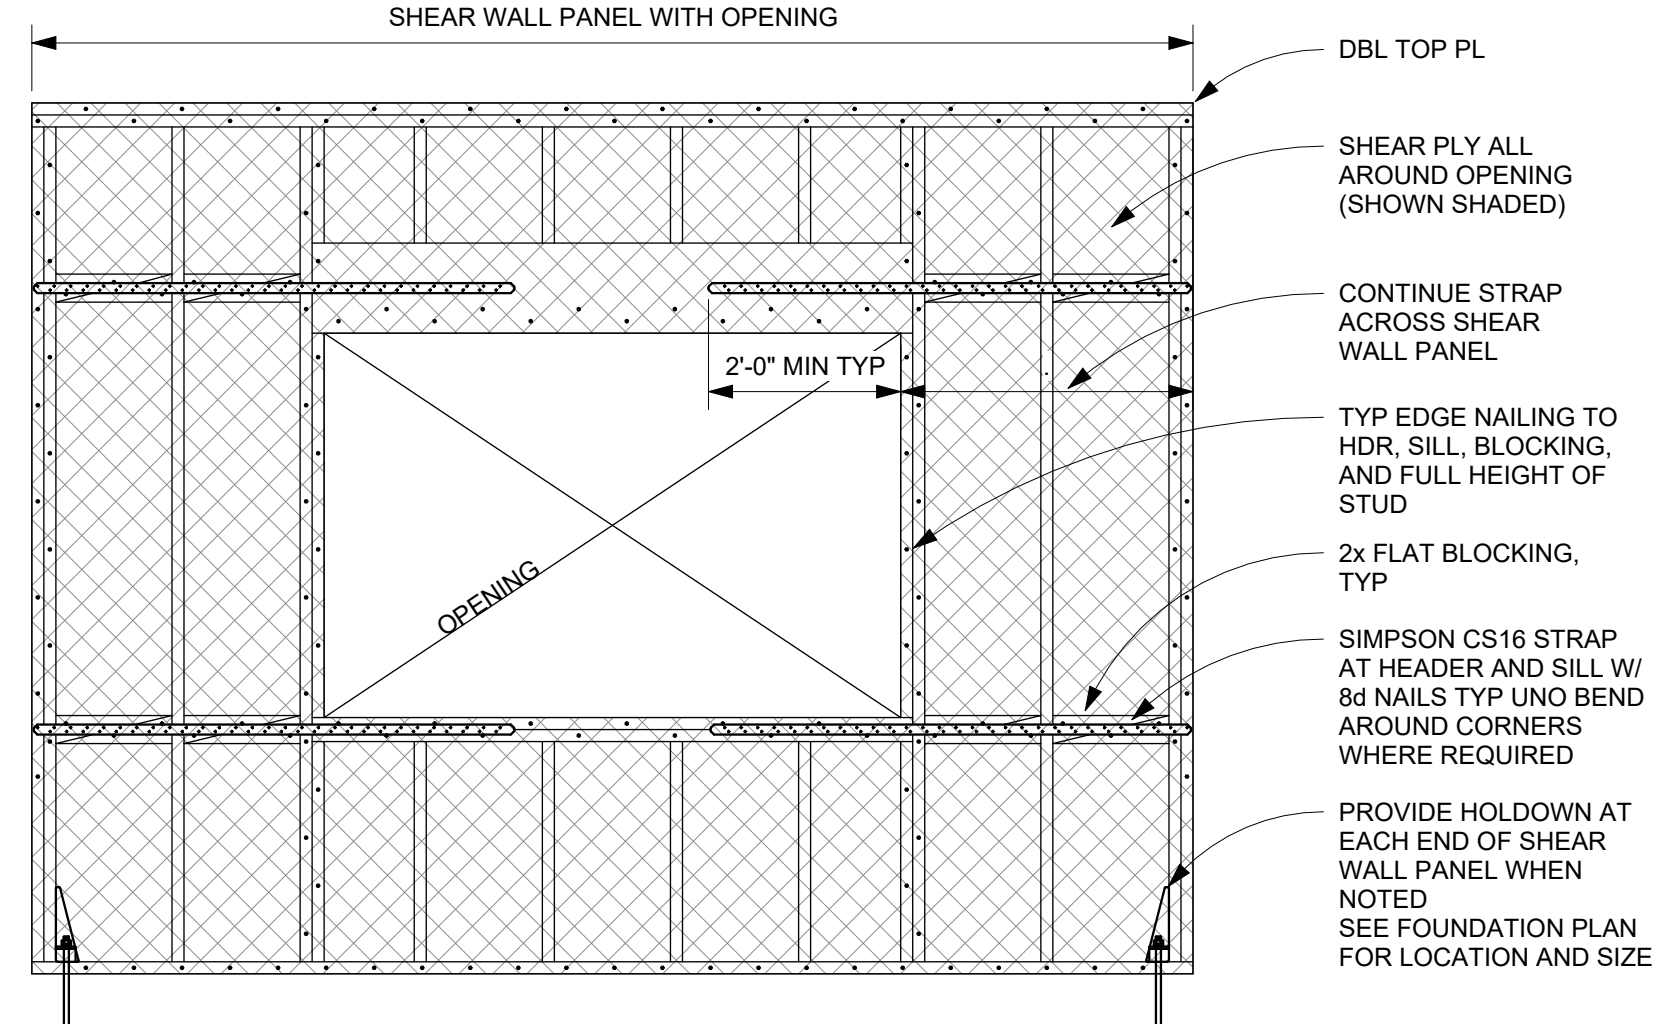 SHEAR WALL PANEL WITH OPENING
DBL TOP PL
SHEAR PLY ALL
AROUND OPENING
(SHOWN SHADED)
CONTINUE STRAP
ACROSS SHEAR
WALL PANEL
2'-0" MIN TYP
TYP EDGE NAILING TO
HDR, SILL, BLOCKING,
AND FULL HEIGHT OF
STUD
2x FLAT BLOCKING,
TYP
OPENING
SIMPSON CS16 STRAP
AT HEADER AND SILL W/
8d NAILS TYP UNO BEND
AROUND CORNERS
WHERE REQUIRED
PROVIDE HOLDOWN AT
EACH END OF SHEAR
WALL PANEL WHEN
NOTED
SEE FOUNDATION PLAN
FOR LOCATION AND SIZE